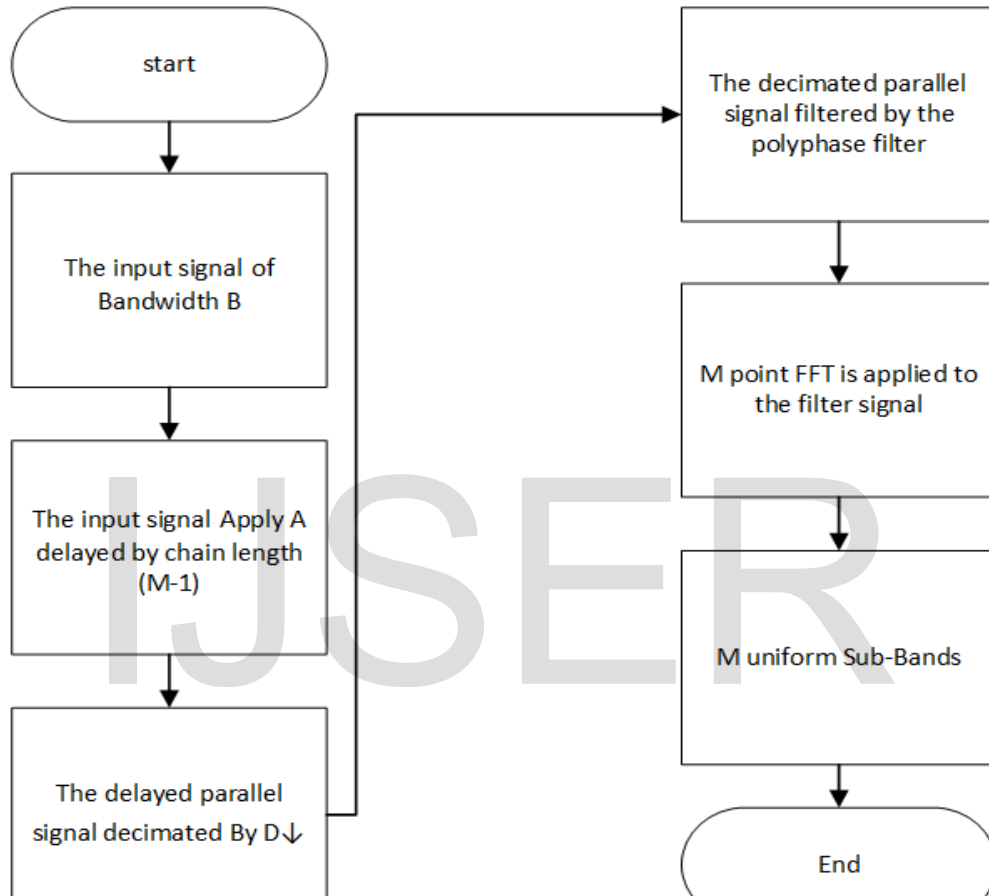 start
The input signal of
Bandwidth B
The input signal Apply A
delayed by chain length
(M-1)
The delayed parallel
signal decimated By D↓
The decimated parallel
signal filtered by the
polyphase filter
M point FFT is applied to
the filter signal
M uniform Sub-Bands
End
IJSER